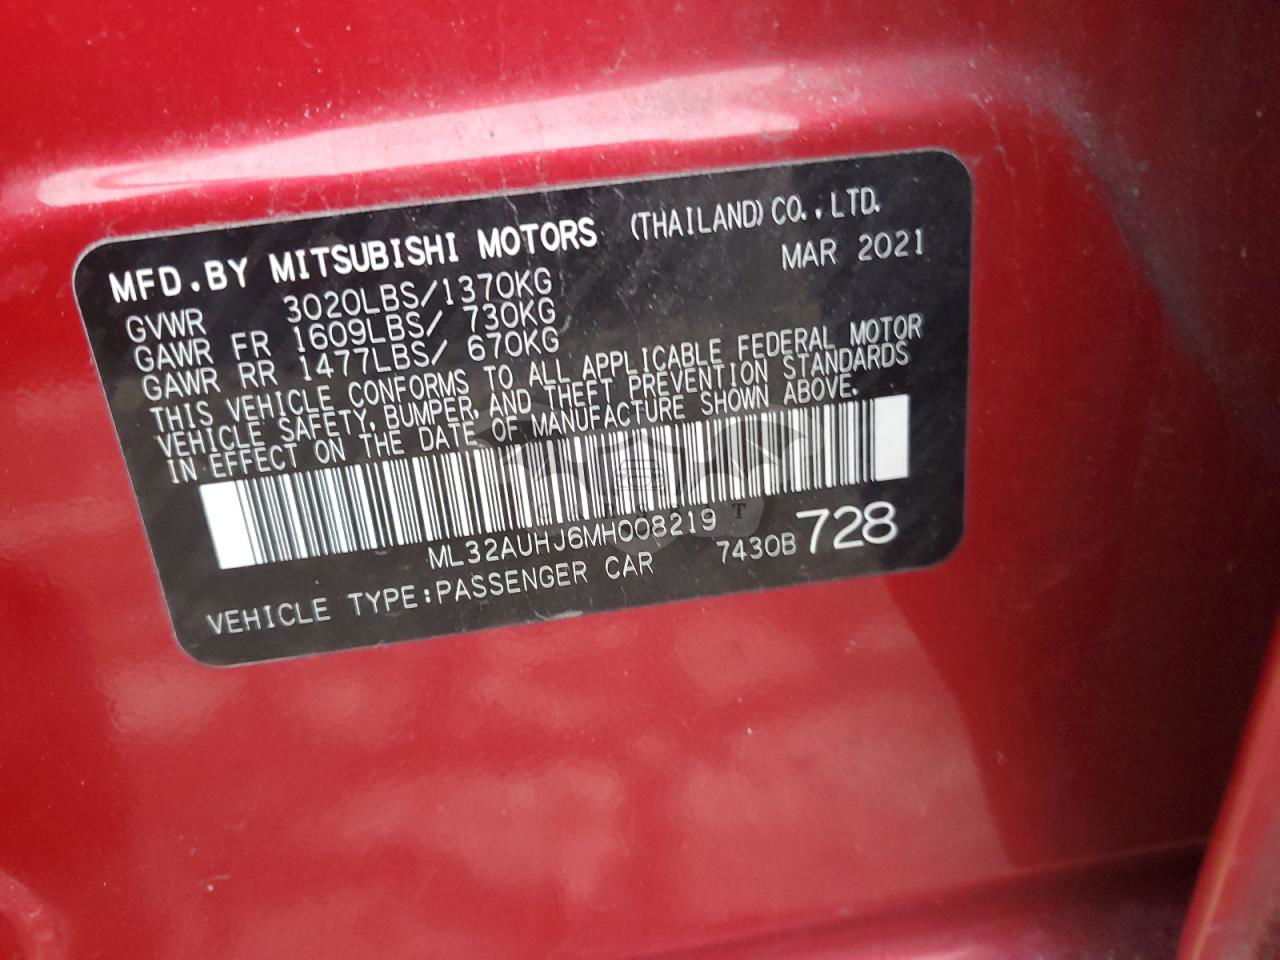 MFD.BY MITSUBISHI MOTORS (THAILAND) CO.,LTD.
MAR 2021
GVWR 3020LBS/1370KG
GAWR FR 1609LBS/ 730KG
GAWR RR 1477LBS/ 670KG
THIS VEHICLE CONFORMS TO ALL APPLICABLE FEDERAL MOTOR
VEHICLE SAFETY, BUMPER, AND THEFT PREVENTION STANDARDS
IN EFFECT ON THE DATE OF MANUFACTURE SHOWN ABOVE.
ML32AUHJ6MH008219
VEHICLE TYPE:PASSENGER CAR 7430B 728